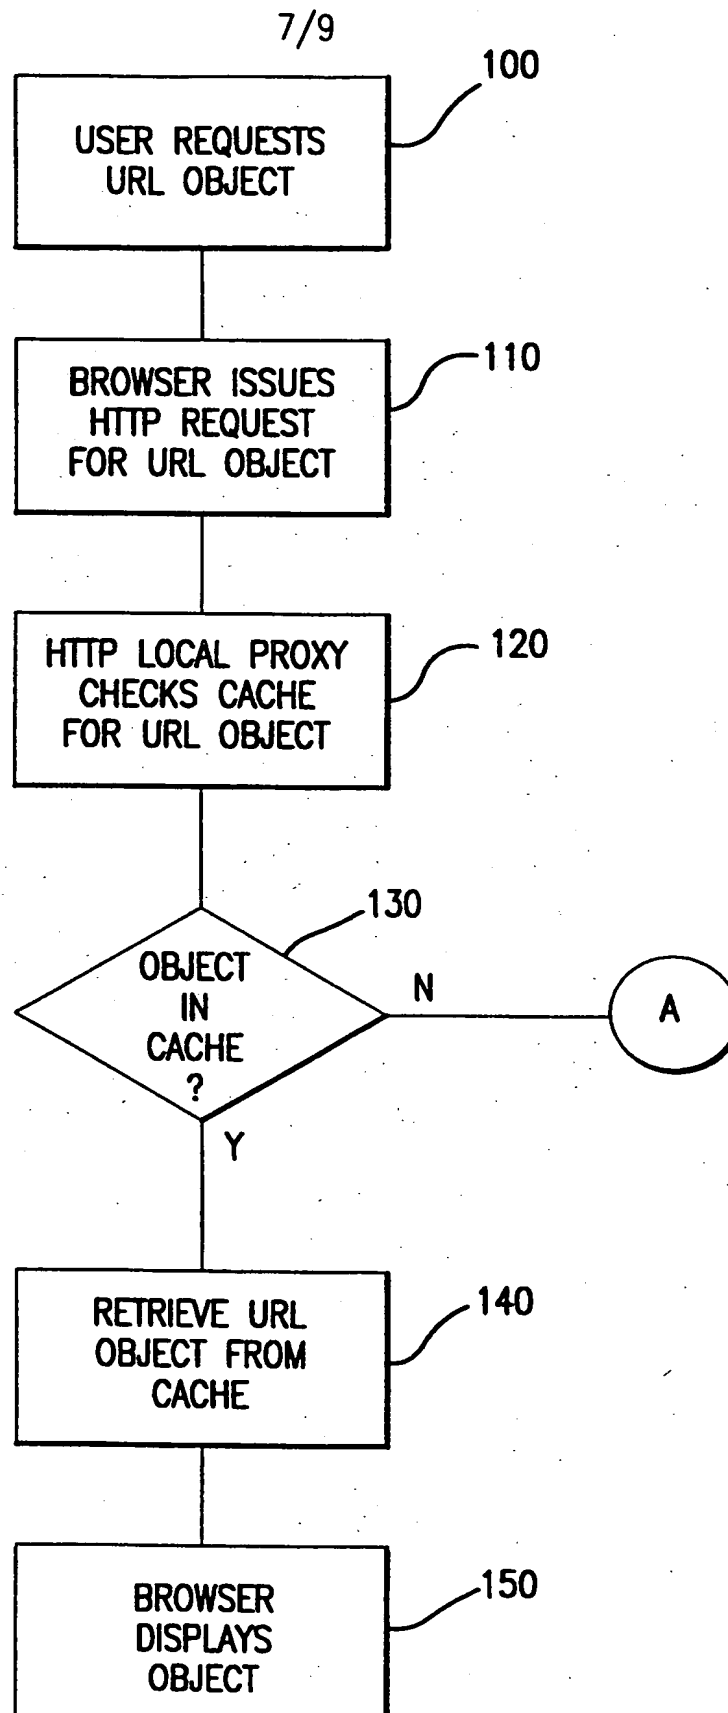 7/9
100
USER REQUESTS
URL OBJECT
110
BROWSER ISSUES
HTTP REQUEST
FOR URL OBJECT
120
HTTP LOCAL PROXY
CHECKS CACHE
FOR URL OBJECT
130
OBJECT
IN
CACHE
?
N
A
Y
140
RETRIEVE URL
OBJECT FROM
CACHE
150
BROWSER
DISPLAYS
OBJECT